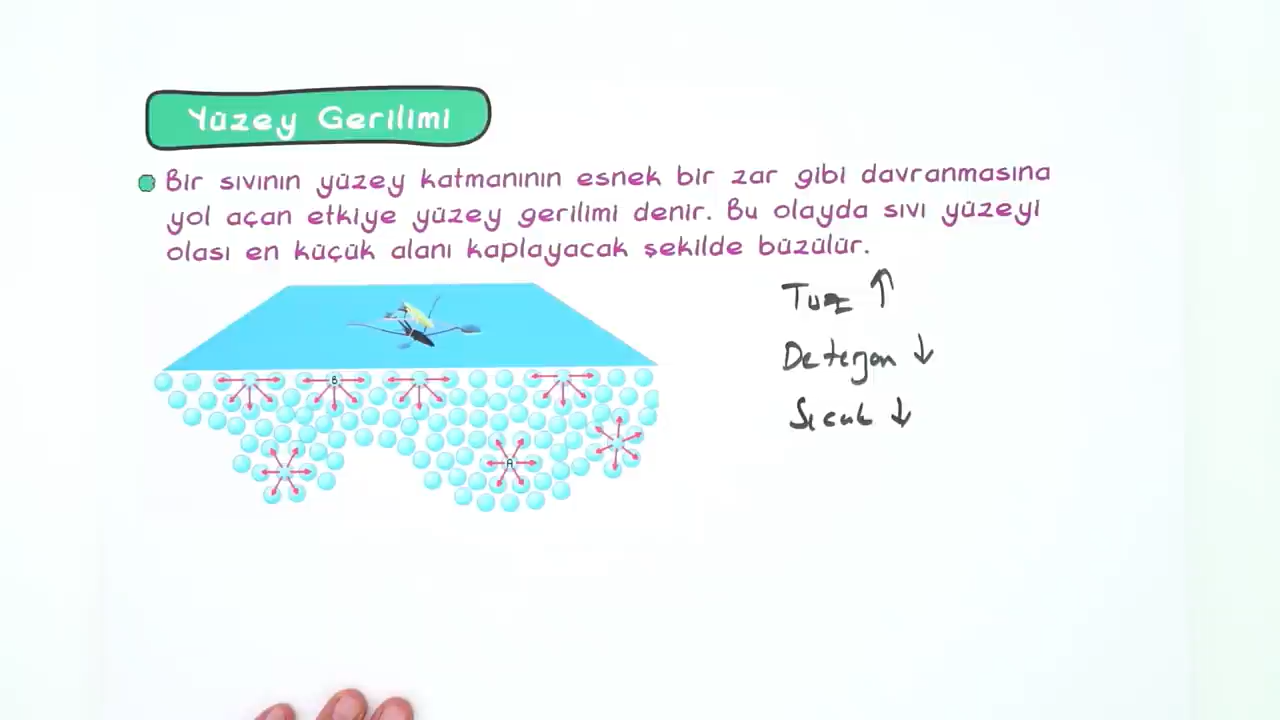 Yüzey Gerilimi
Bir sıvının yüzey katmanının esnek bir zar gibi davranmasına
yol açan etkiye yüzey gerilimi denir. Bu olayda sıvı yüzeyi
olası en küçük alanı kaplayacak şekilde büzülür.
Tuz ↑
Deterjan ↓
Sıcak ↓
B
A